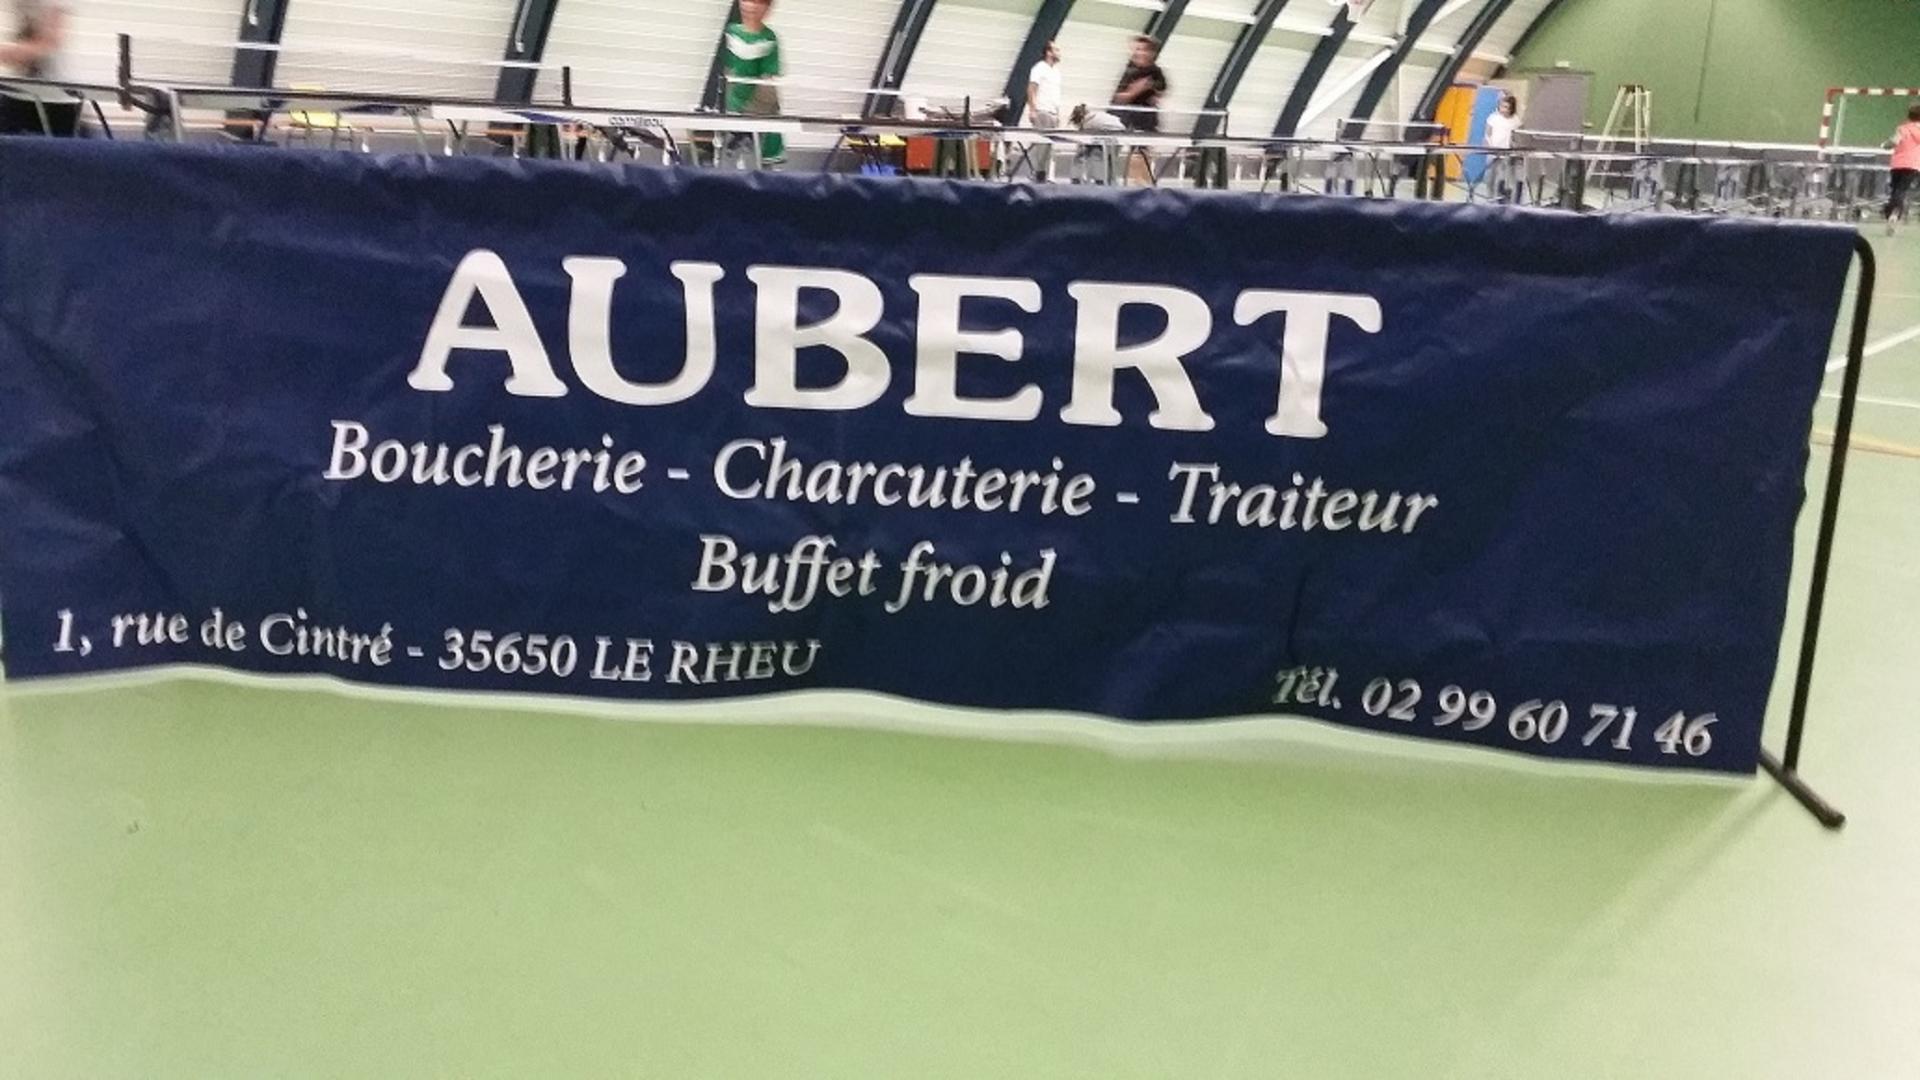 AUBERT
Boucherie - Charcuterie - Traiteur
Buffet froid
1, rue de Cintré - 35650 LE RHEU
Tél. 02 99 60 71 46